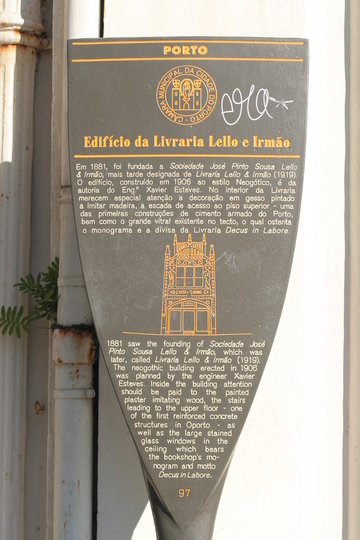 PORTO
CÂMARA MUNICIPAL DA CIDADE DO PORTO
Edifício da Livraria Lello e Irmão
Em 1881, foi fundada a Sociedade José Pinto Sousa Lello
& Irmão, mais tarde designada de Livraria Lello & Irmão (1919).
O edifício, construído em 1906 ao estilo Neogótico, é da
autoria do Eng.º Xavier Esteves. No interior da Livraria
merecem especial atenção a decoração em gesso pintado
a imitar madeira, a escada de acesso ao piso superior - uma
das primeiras construções de cimento armado do Porto,
bem como o grande vitral existente no tecto, o qual ostenta
o monograma e a divisa da Livraria Decus in Labore.
1881 saw the founding of Sociedade José
Pinto Sousa Lello & Irmão, which was
later, called Livraria Lello & Irmão (1919).
The neogothic building erected in 1906
was planned by the engineer Xavier
Esteves. Inside the building attention
should be paid to the painted
plaster imitating wood, the stairs
leading to the upper floor - one
of the first reinforced concrete
structures in Oporto - as
well as the large stained
glass windows in the
ceiling which bears
the bookshop's mo-
nogram and motto
Decus in Labore.
97